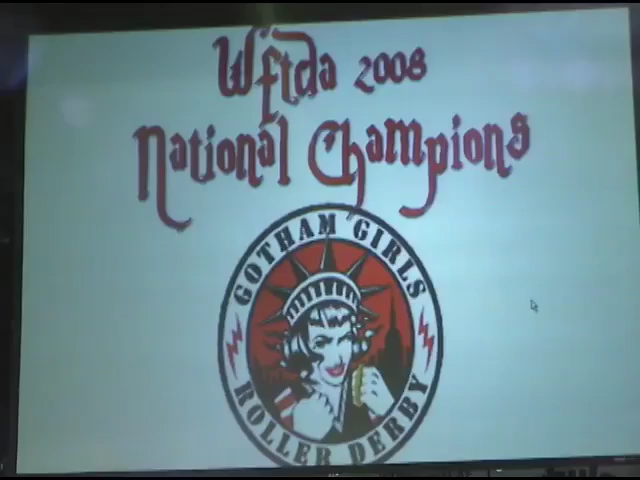 Wftda 2008
National Champions
GOTHAM GIRLS
ROLLER DERBY